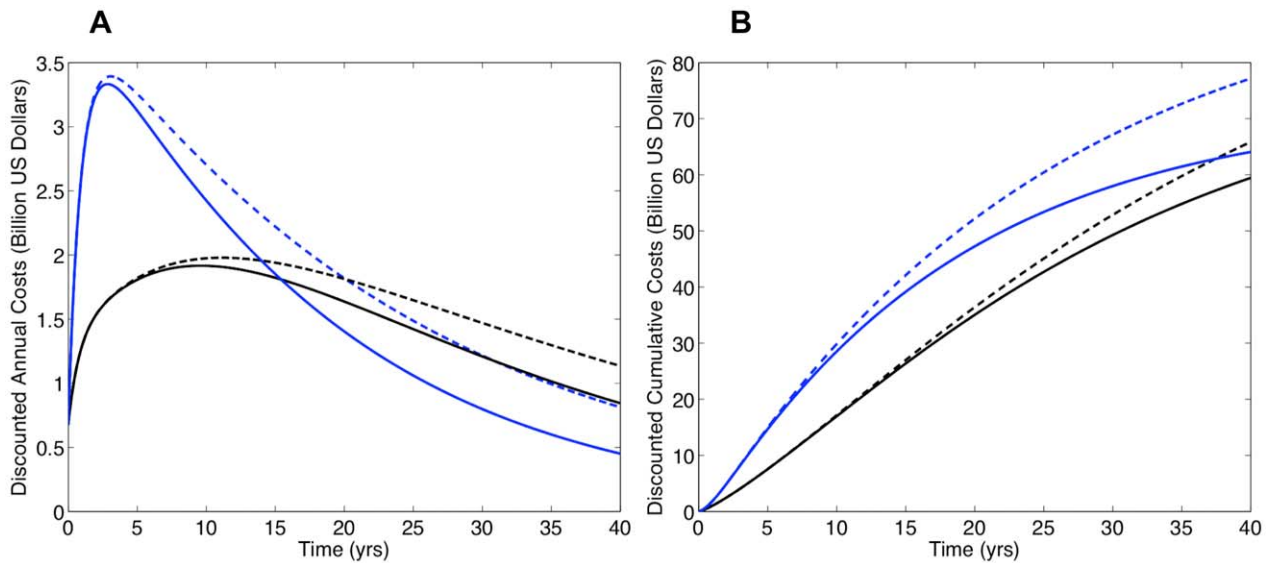 A
B
Discounted Annual Costs (Billion US Dollars)
3.5
3
2.5
2
1.5
1
0.5
0
0 5 10 15 20 25 30 35 40
Time (yrs)
Discounted Cumulative Costs (Billion US Dollars)
80
70
60
50
40
30
20
10
0
0 5 10 15 20 25 30 35 40
Time (yrs)